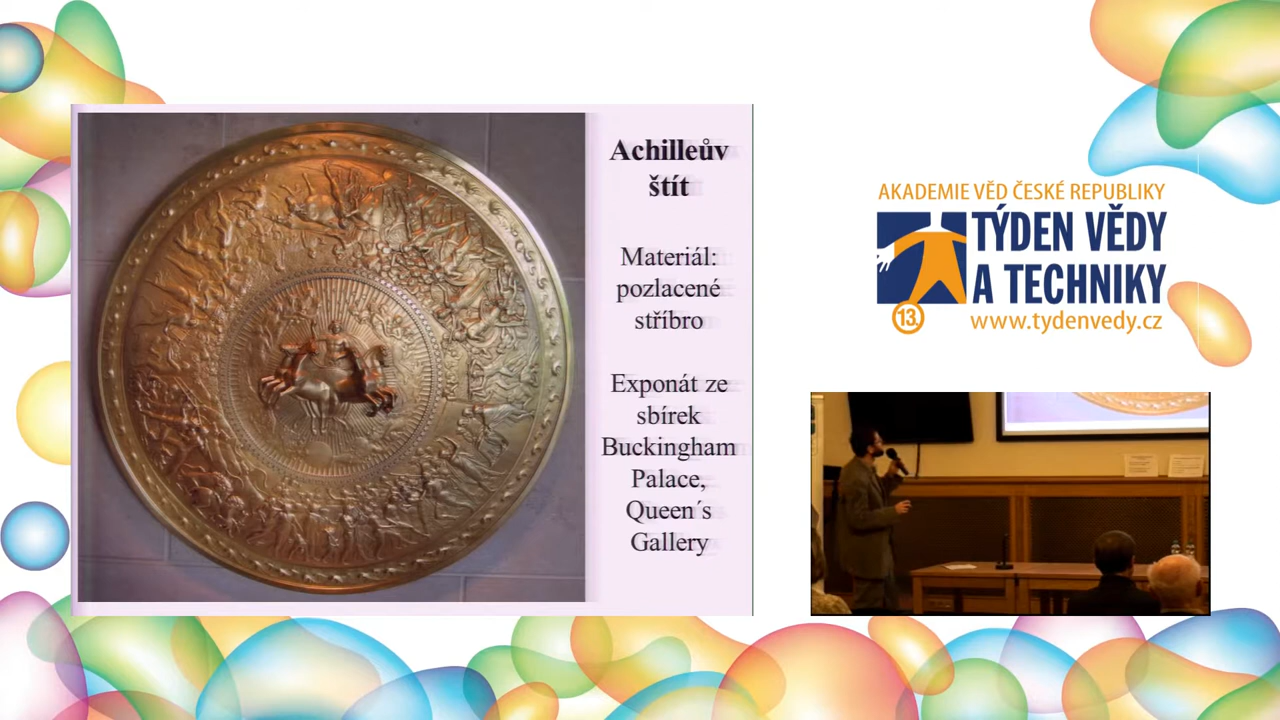 Achilleův
štít
Materiál:
pozlacené
stříbro
Exponát ze
sbírek
Buckingham
Palace,
Queen´s
Gallery
AKADEMIE VĚD ČESKÉ REPUBLIKY
TÝDEN VĚDY
A TECHNIKY
13.
www.tydenvedy.cz